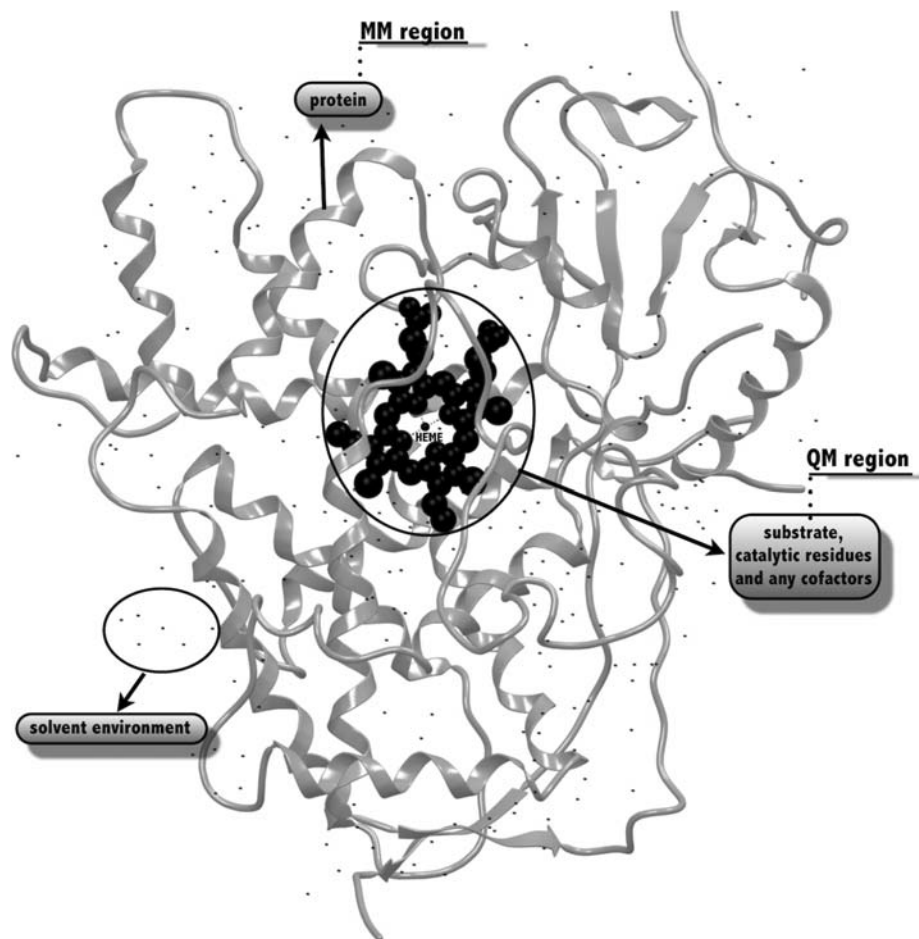 MM region
protein
HEME
QM region
substrate,
catalytic residues
and any cofactors
solvent environment